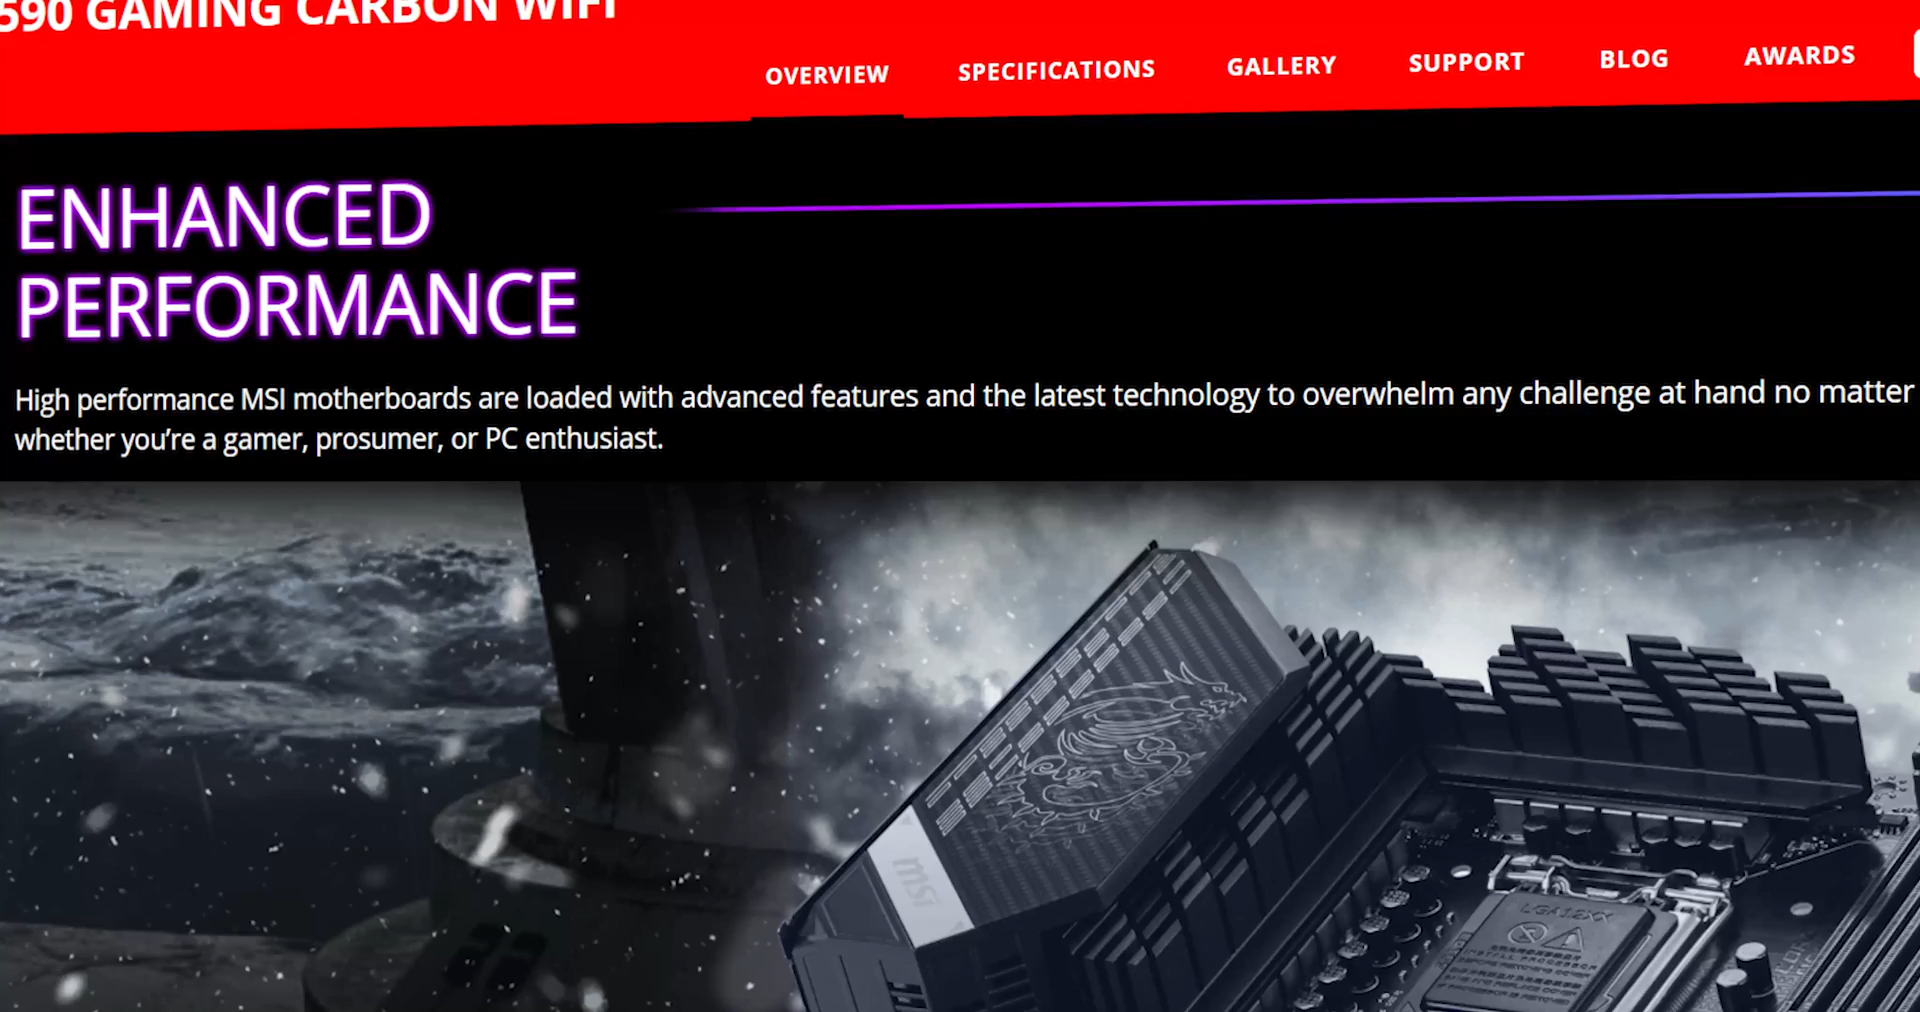 590 GAMING CARBON WIFI
OVERVIEW SPECIFICATIONS GALLERY SUPPORT BLOG AWARDS
ENHANCED
PERFORMANCE
High performance MSI motherboards are loaded with advanced features and the latest technology to overwhelm any challenge at hand no matter
whether you’re a gamer, prosumer, or PC enthusiast.
msi
LGA12XX